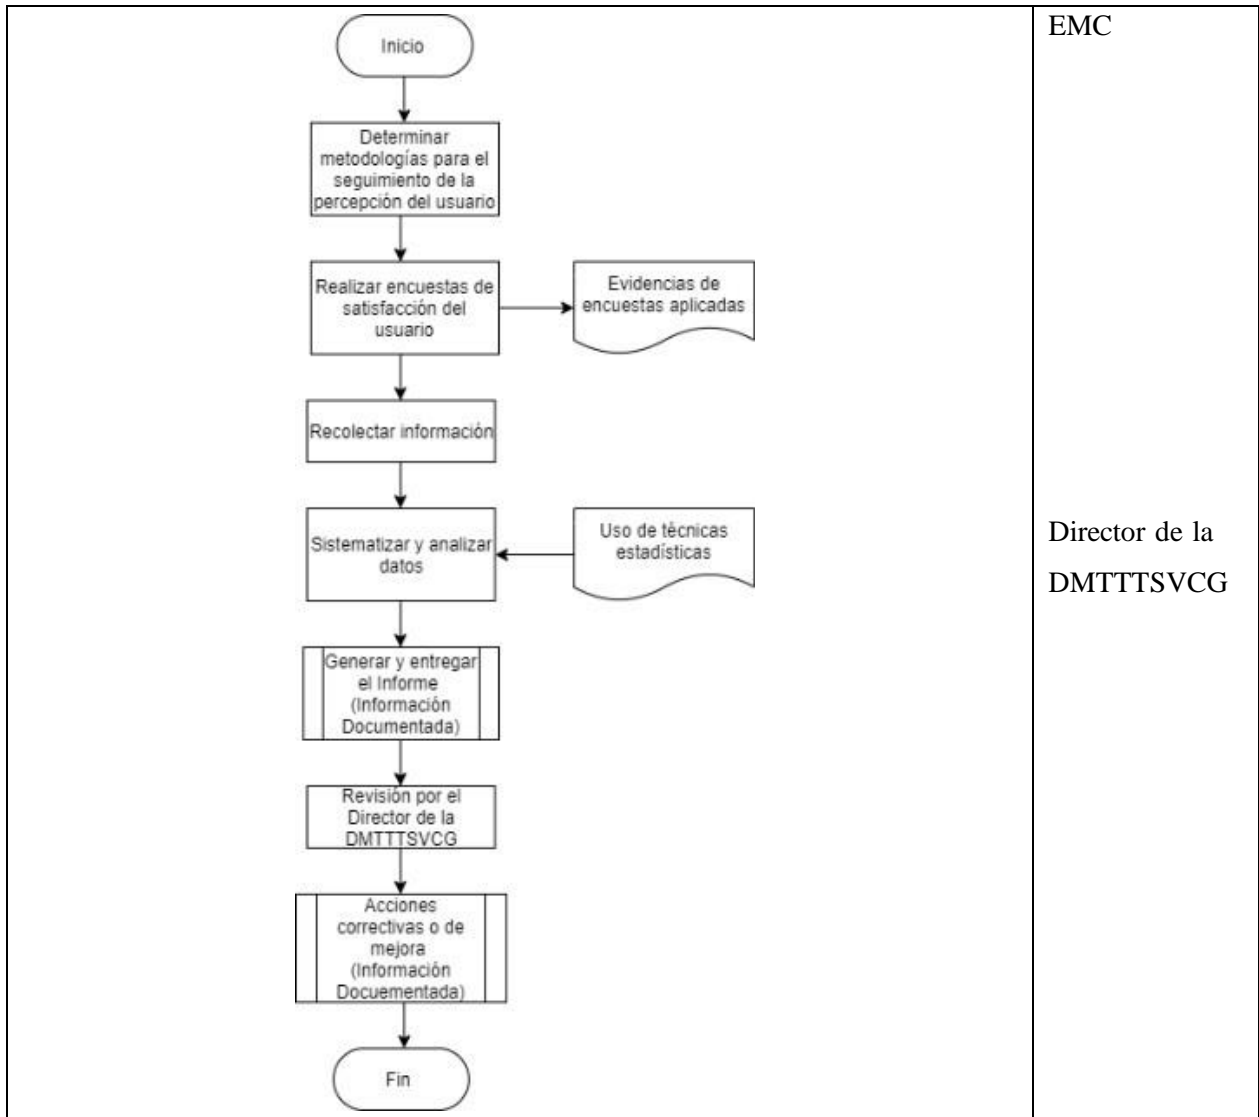 Inicio
Determinar
metodologías para el
seguimiento de la
percepción del usuario
Realizar encuestas de
satisfacción del
usuario
Evidencias de
encuestas aplicadas
Recolectar información
Sistematizar y analizar
datos
Uso de técnicas
estadísticas
Generar y entregar
el Informe
(Información
Documentada)
Revisión por el
Director de la
DMTTTSVCG
Acciones
correctivas o de
mejora
(Información
Docuementada)
Fin
EMC
Director de la
DMTTTSVCG